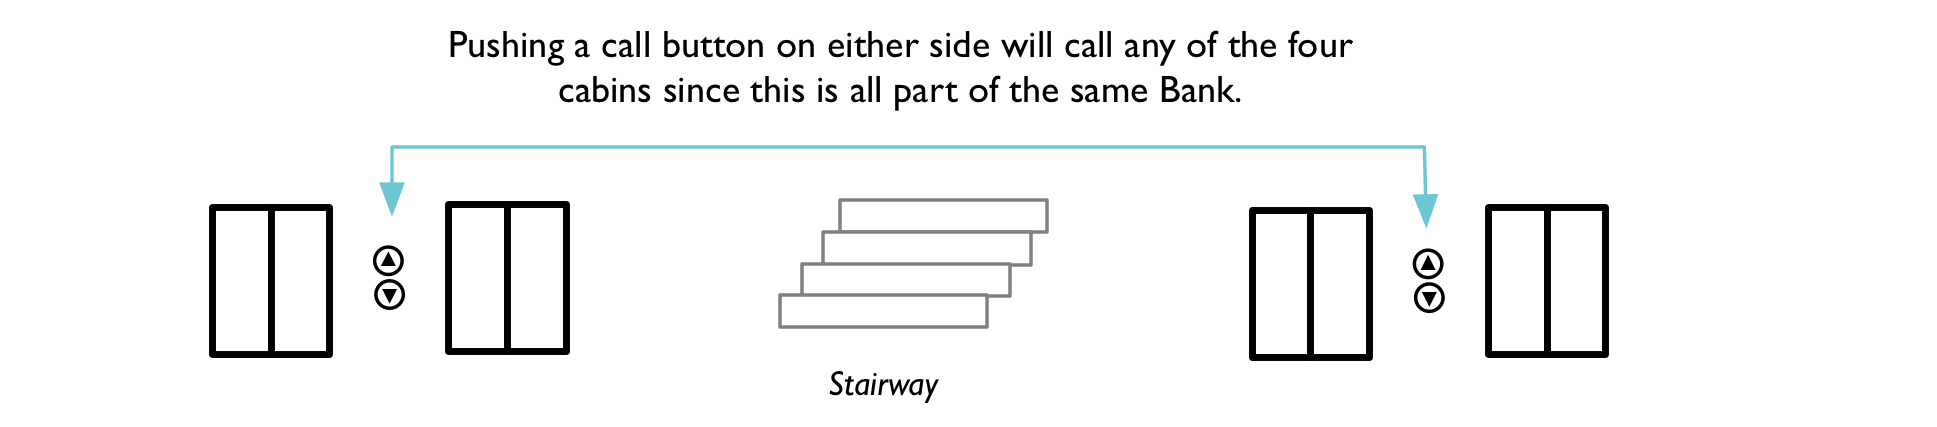 Pushing a call button on either side will call any of the four
cabins since this is all part of the same Bank.
Stairway